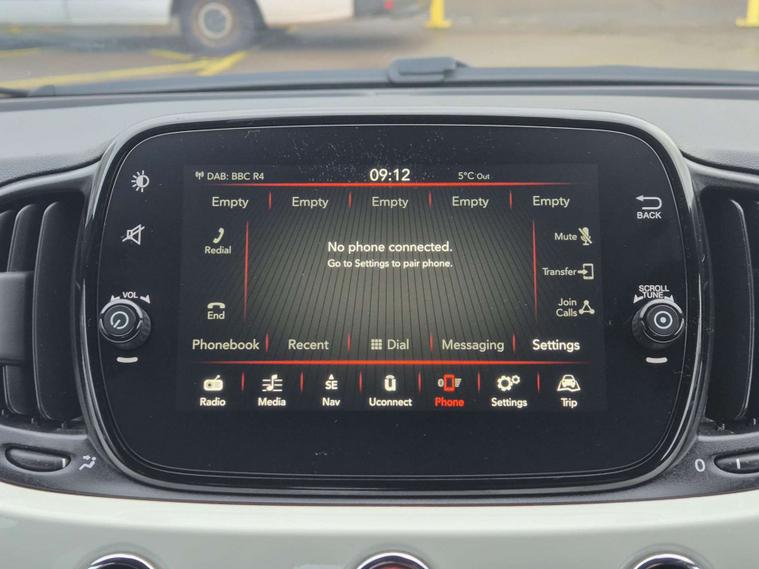 DAB: BBC R4 09:12 5°C Out
Empty Empty Empty Empty Empty
BACK
Redial
No phone connected.
Go to Settings to pair phone.
Mute
Transfer
VOL
SCROLL
TUNE
End
Join
Calls
Phonebook Recent Dial Messaging Settings
SE
Radio Media Nav Uconnect Phone Settings Trip
0